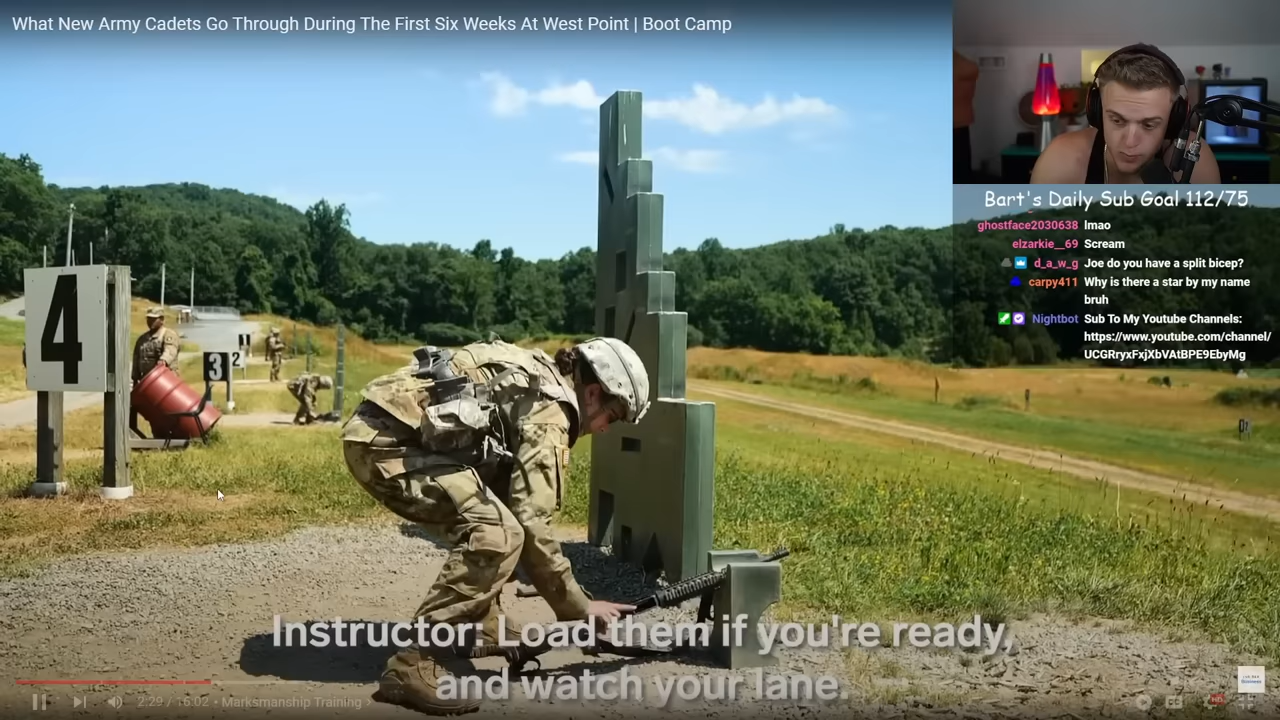 What New Army Cadets Go Through During The First Six Weeks At West Point | Boot Camp
Bart's Daily Sub Goal 112/75
ghostface2030638 lmao
elzarkie__69 Scream
d_a_w_g Joe do you have a split bicep?
carpy411 Why is there a star by my name
bruh
Nightbot Sub To My Youtube Channels:
https://www.youtube.com/channel/
UCGRryxFxjXbVAtBPE9EbyMg
4
3
2
Instructor: Load them if you're ready,
and watch your lane.
2:29 / 16:02 • Marksmanship Training >
CC
HD